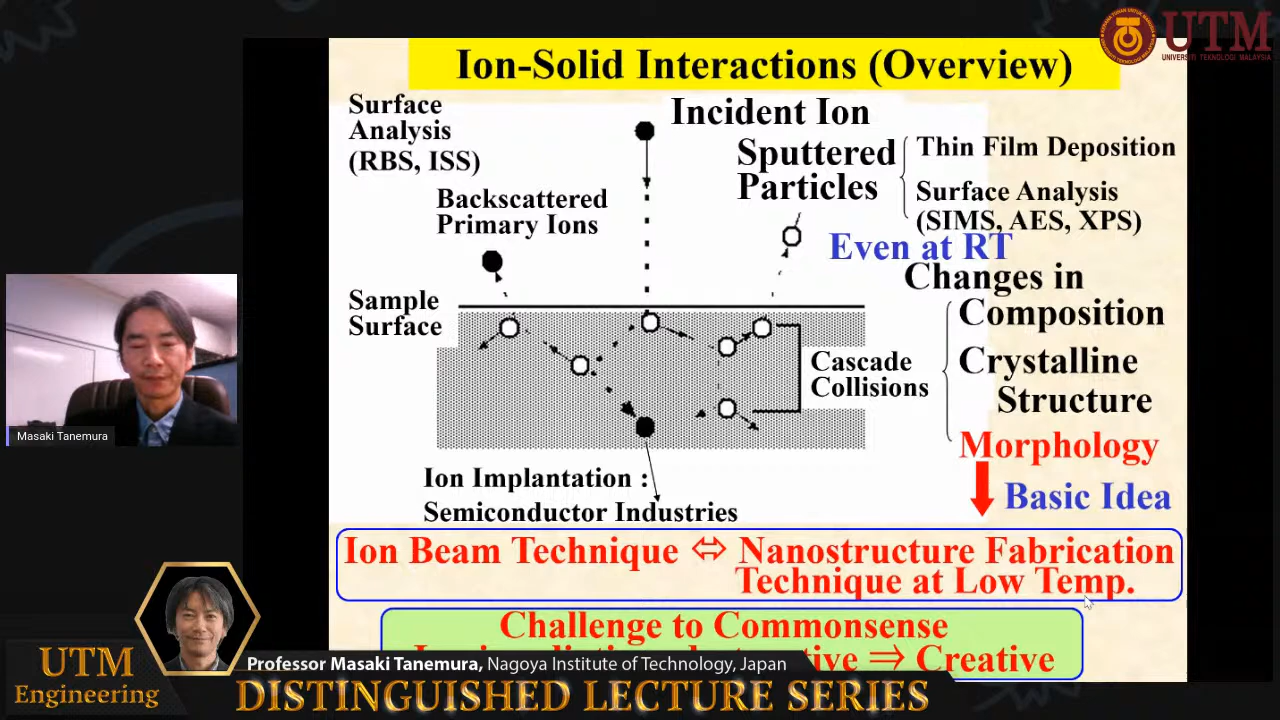 UTM
UNIVERSITI TEKNOLOGI MALAYSIA
Ion-Solid Interactions (Overview)
Surface
Analysis
(RBS, ISS)
Incident Ion
Sputtered
Particles
Thin Film Deposition
Surface Analysis
(SIMS, AES, XPS)
Backscattered
Primary Ions
Even at RT
Changes in
Composition
Crystalline
Structure
Morphology
Sample
Surface
Cascade
Collisions
Basic Idea
Ion Implantation :
Semiconductor Industries
Ion Beam Technique ⇔ Nanostructure Fabrication
Technique at Low Temp.
Challenge to Commonsense
⇒ Creative
Masaki Tanemura
Professor Masaki Tanemura, Nagoya Institute of Technology, Japan
UTM
Engineering
DISTINGUISHED LECTURE SERIES